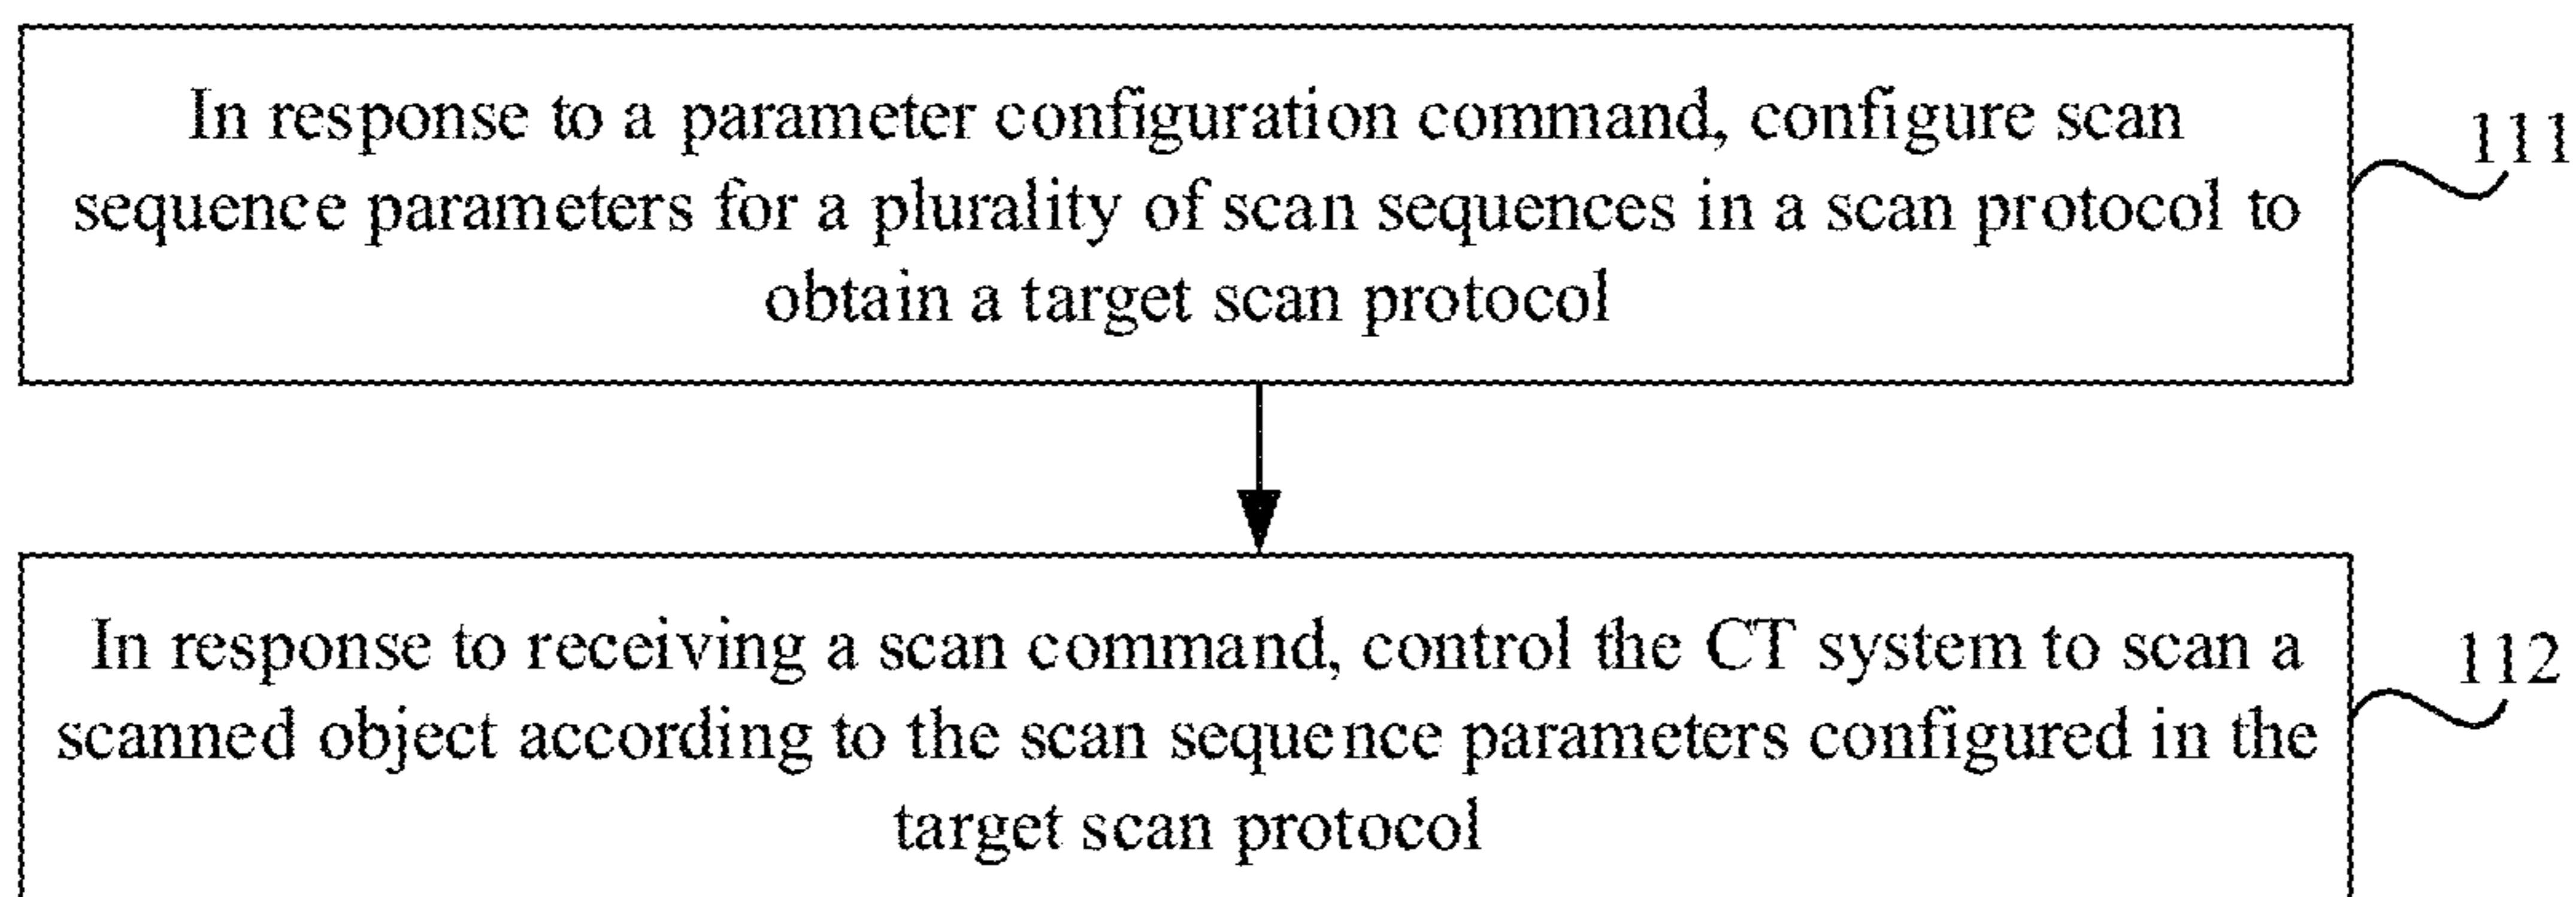 In response to a parameter configuration command, configure scan
sequence parameters for a plurality of scan sequences in a scan protocol to
obtain a target scan protocol
111
In response to receiving a scan command, control the CT system to scan a
scanned object according to the scan sequence parameters configured in the
target scan protocol
112